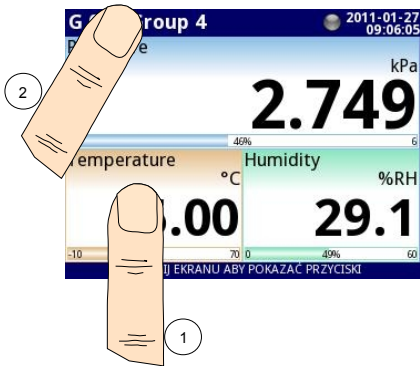 Group 4
2011-01-27
09:06:05
kPa
2.749
46% 6
Temperature
°C
.00
-10 70
Humidity
%RH
29.1
0 49% 60
EKRANU ABY POKAZAĆ PRZYCISKI
2
1